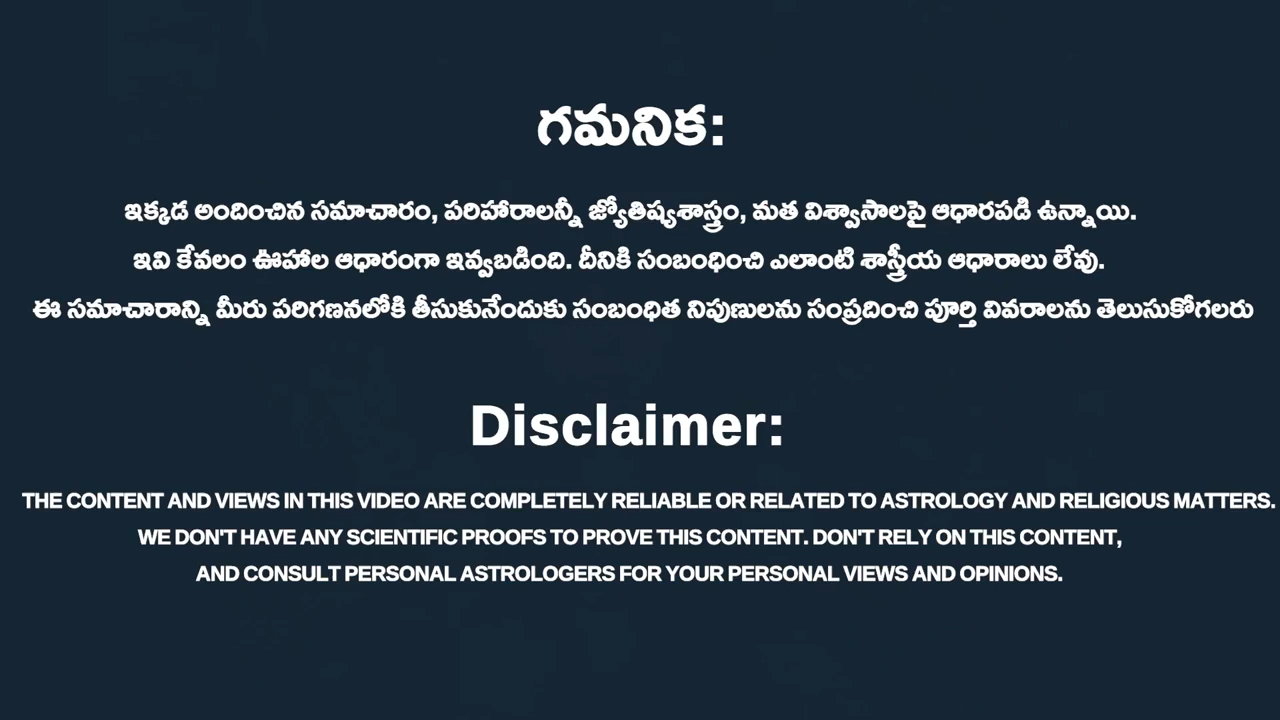 గమనిక:
ఇక్కడ అందించిన సమాచారం, పరిహారాలన్నీ జ్యోతిష్యశాస్త్రం, మత విశ్వాసాలపై ఆధారపడి ఉన్నాయి.
ఇవి కేవలం ఊహాల ఆధారంగా ఇవ్వబడింది. దీనికి సంబంధించి ఎలాంటి శాస్త్రీయ ఆధారాలు లేవు.
ఈ సమాచారాన్ని మీరు పరిగణనలోకి తీసుకునేందుకు సంబంధిత నిపుణులను సంప్రదించి పూర్తి వివరాలను తెలుసుకోగలరు
Disclaimer:
THE CONTENT AND VIEWS IN THIS VIDEO ARE COMPLETELY RELIABLE OR RELATED TO ASTROLOGY AND RELIGIOUS MATTERS.
WE DON'T HAVE ANY SCIENTIFIC PROOFS TO PROVE THIS CONTENT. DON'T RELY ON THIS CONTENT,
AND CONSULT PERSONAL ASTROLOGERS FOR YOUR PERSONAL VIEWS AND OPINIONS.